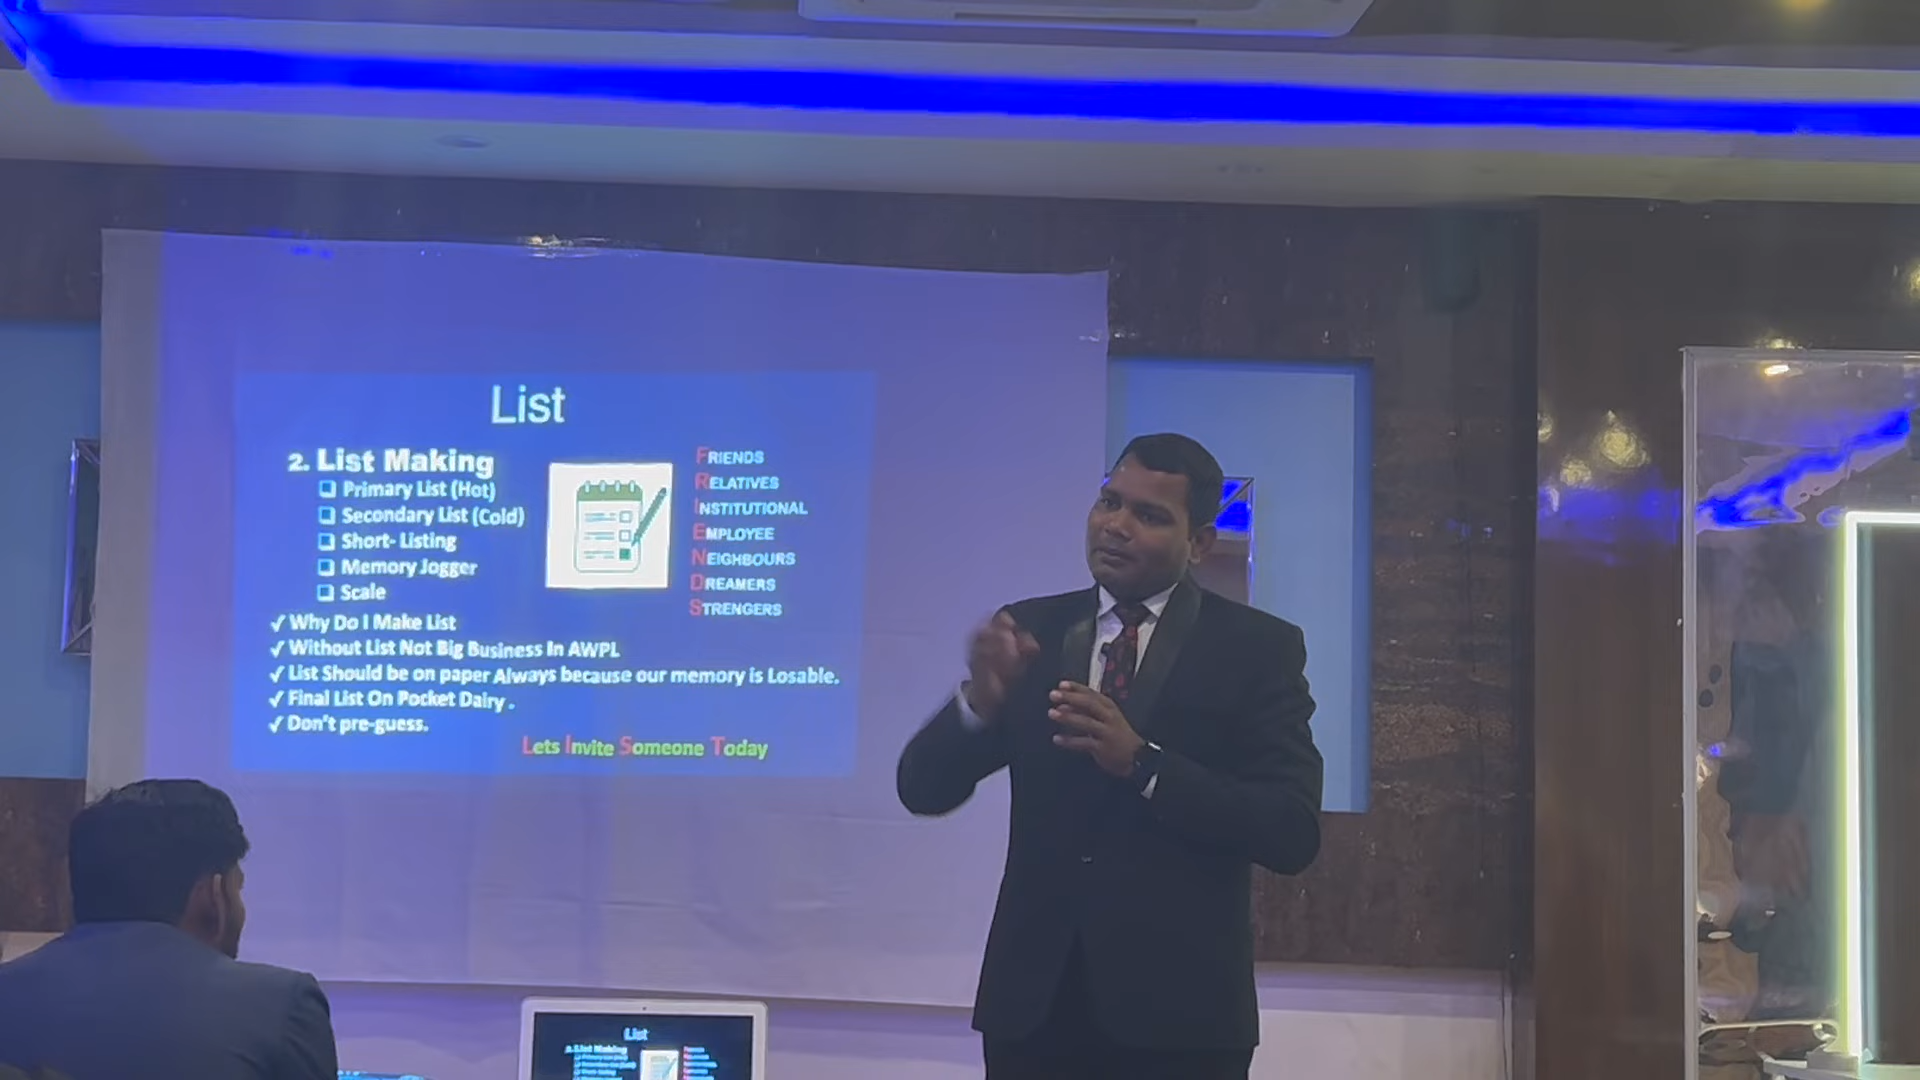 List
2. List Making
❑ Primary List (Hot)
❑ Secondary List (Cold)
❑ Short- Listing
❑ Memory Jogger
❑ Scale
FRIENDS
RELATIVES
INSTITUTIONAL
EMPLOYEE
NEIGHBOURS
DREAMERS
STRENGERS
✓ Why Do I Make List
✓ Without List Not Big Business In AWPL
✓ List Should be on paper Always because our memory is Losable.
✓ Final List On Pocket Dairy .
✓ Don't pre-guess.
Lets Invite Someone Today
List
2. List Making